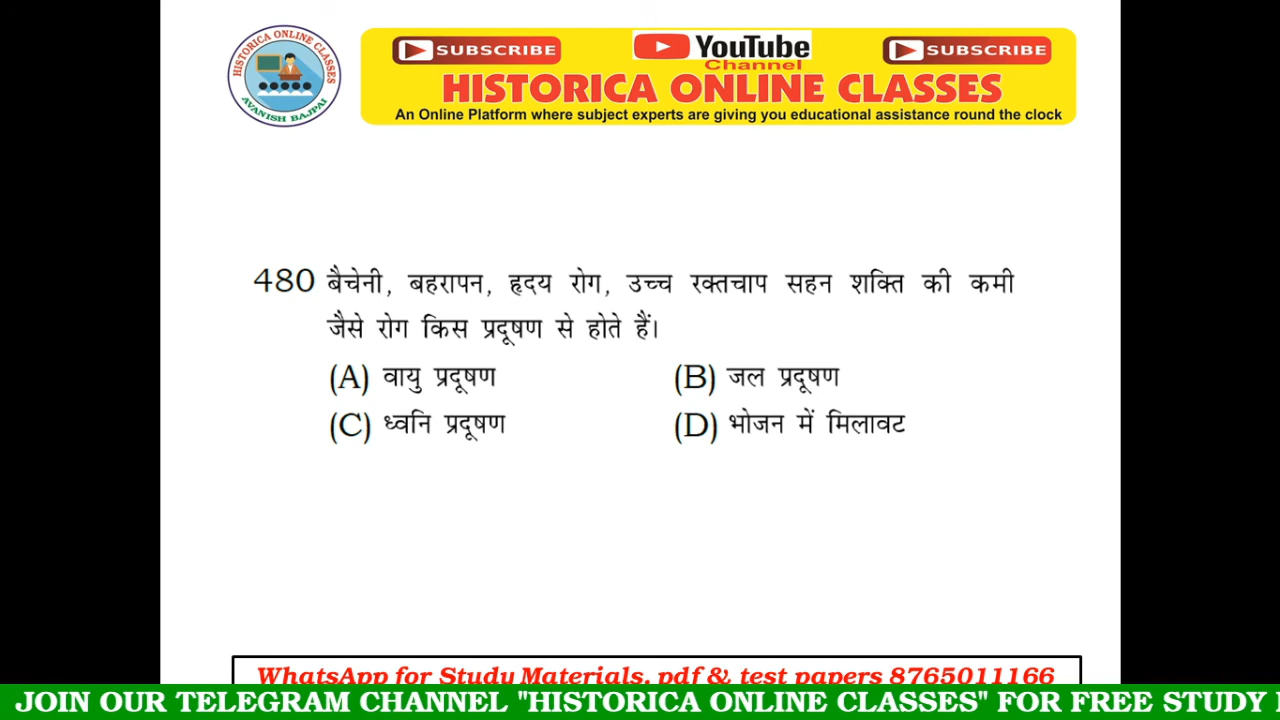 HISTORICA ONLINE CLASSES
AVANISH BAJPAI
SUBSCRIBE
YouTube
Channel
SUBSCRIBE
HISTORICA ONLINE CLASSES
An Online Platform where subject experts are giving you educational assistance round the clock
480 बैचेनी, बहरापन, हृदय रोग, उच्च रक्तचाप सहन शक्ति की कमी
जैसे रोग किस प्रदूषण से होते हैं।
(A) वायु प्रदूषण (B) जल प्रदूषण
(C) ध्वनि प्रदूषण (D) भोजन में मिलावट
WhatsApp for Study Materials, pdf & test papers 8765011166
JOIN OUR TELEGRAM CHANNEL "HISTORICA ONLINE CLASSES" FOR FREE STUDY